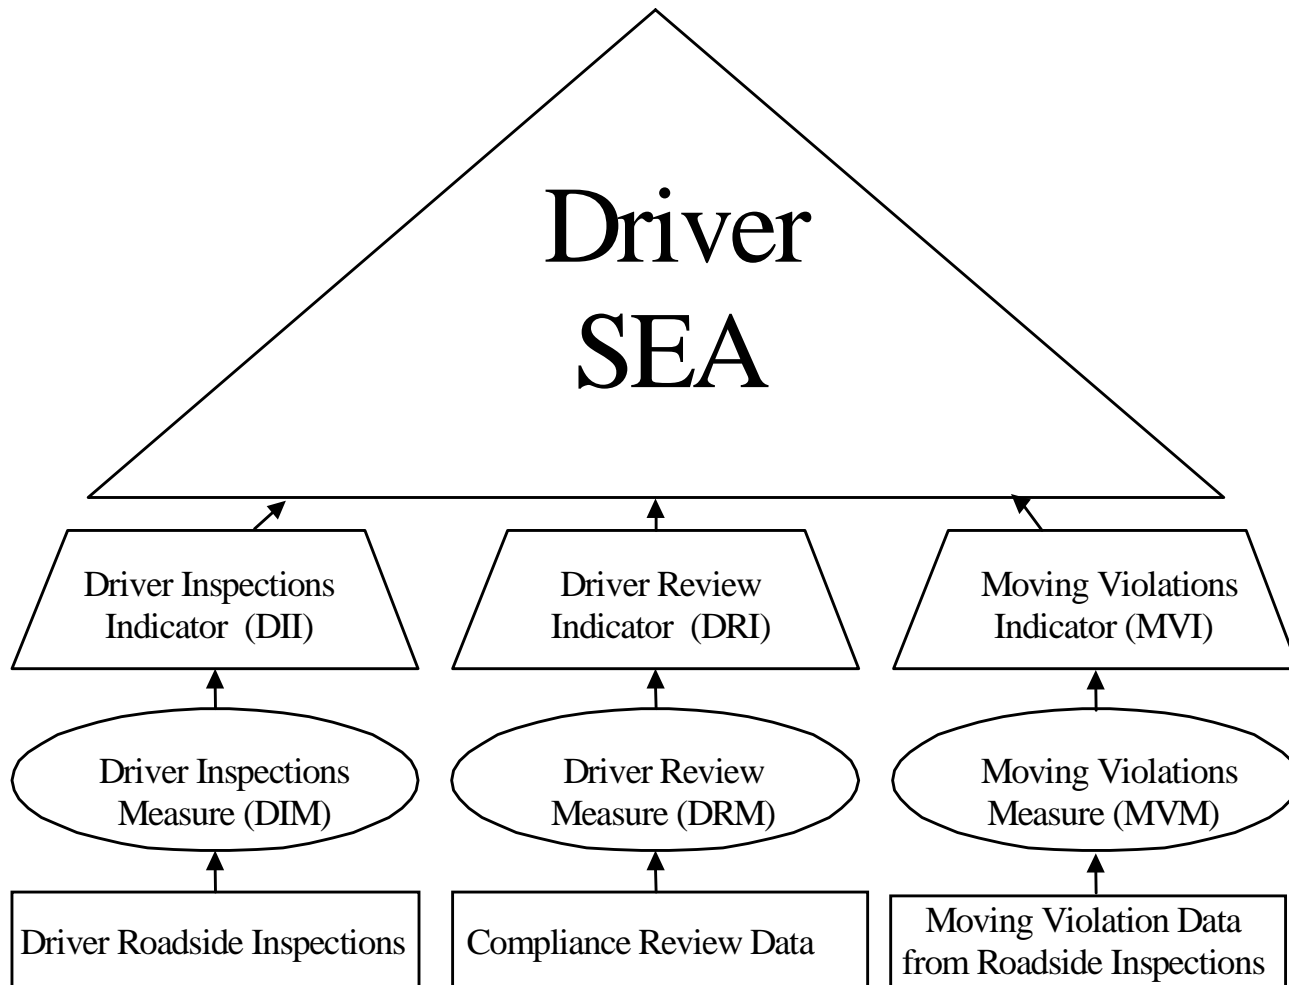 Driver
SEA
Driver Inspections
Indicator (DII)
Driver Review
Indicator (DRI)
Moving Violations
Indicator (MVI)
Driver Inspections
Measure (DIM)
Driver Review
Measure (DRM)
Moving Violations
Measure (MVM)
Driver Roadside Inspections
Compliance Review Data
Moving Violation Data
from Roadside Inspections